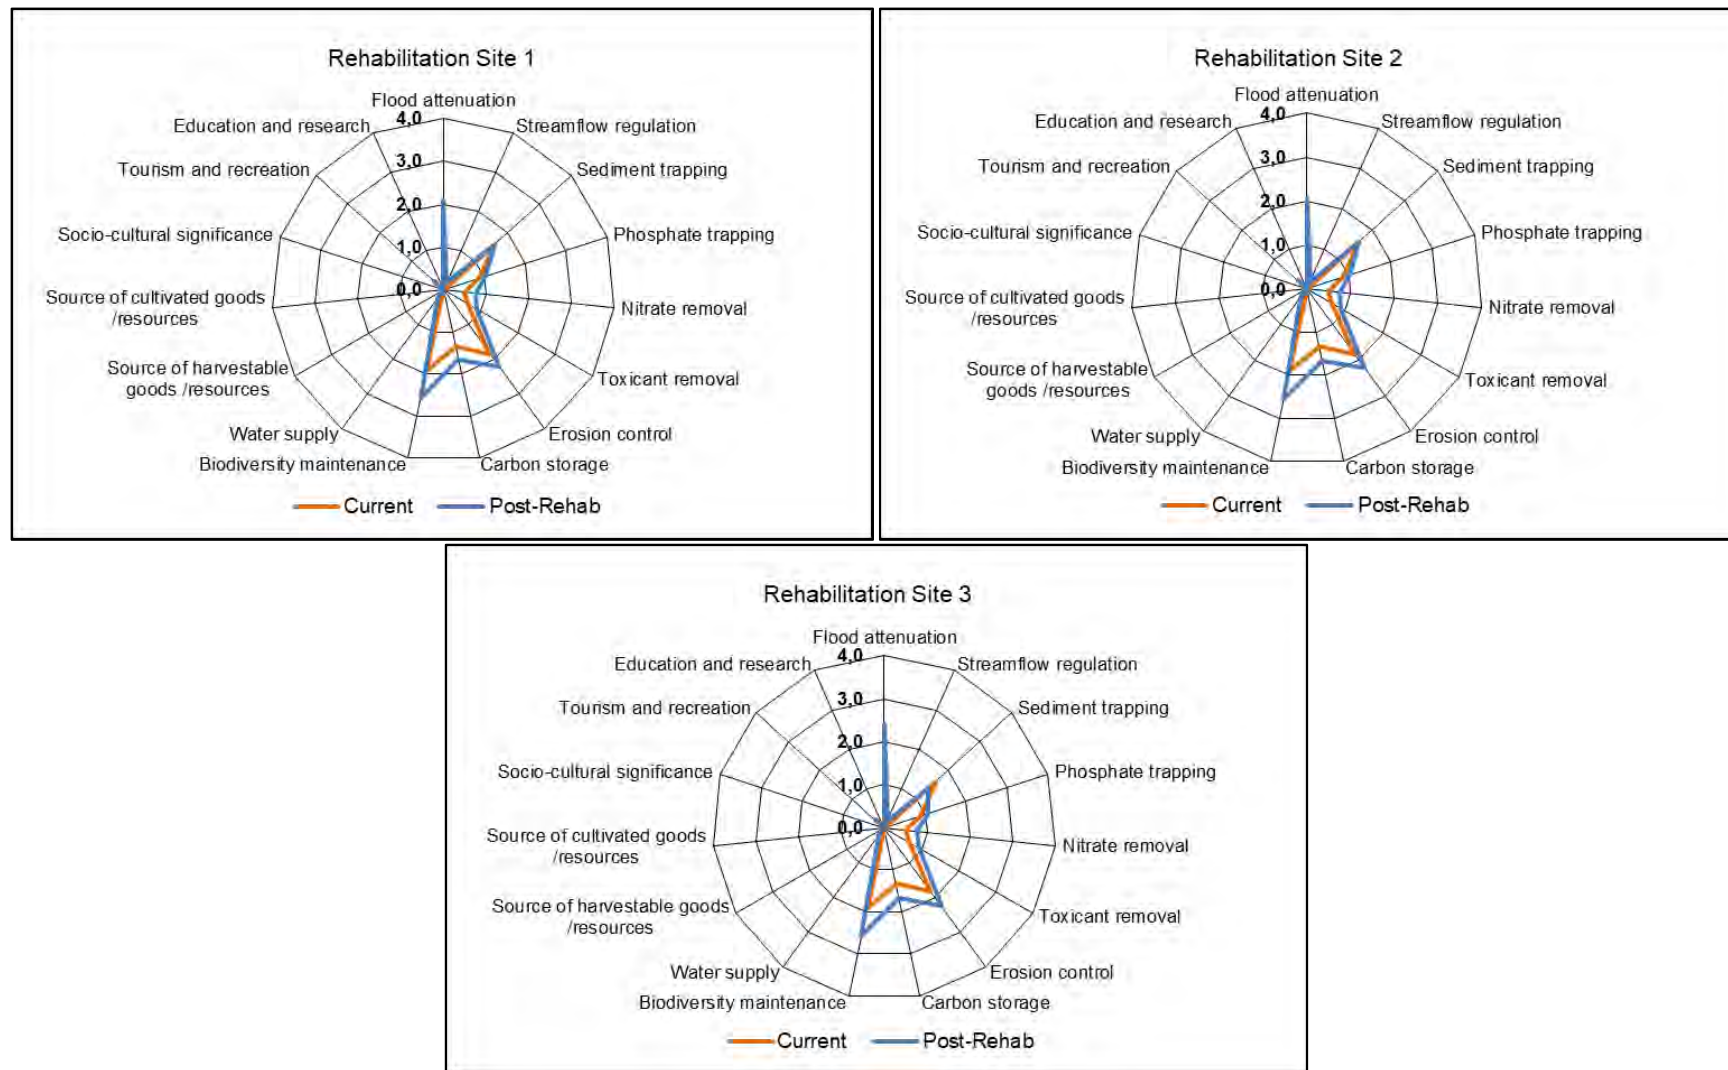 Rehabilitation Site 1
Flood attenuation
4,0
Education and research
Streamflow regulation
3,0
Tourism and recreation
Sediment trapping
2,0
Socio-cultural significance
Phosphate trapping
1,0
0,0
Source of cultivated goods
/resources
Nitrate removal
Source of harvestable
goods /resources
Toxicant removal
Water supply
Erosion control
Biodiversity maintenance
Carbon storage
Current
Post-Rehab
Rehabilitation Site 2
Flood attenuation
4,0
Education and research
Streamflow regulation
3,0
Tourism and recreation
Sediment trapping
2,0
Socio-cultural significance
Phosphate trapping
1,0
0,0
Source of cultivated goods
/resources
Nitrate removal
Source of harvestable
goods /resources
Toxicant removal
Water supply
Erosion control
Biodiversity maintenance
Carbon storage
Current
Post-Rehab
Rehabilitation Site 3
Flood attenuation
4,0
Education and research
Streamflow regulation
3,0
Tourism and recreation
Sediment trapping
2,0
Socio-cultural significance
Phosphate trapping
1,0
0,0
Source of cultivated goods
/resources
Nitrate removal
Source of harvestable goods
/resources
Toxicant removal
Water supply
Erosion control
Biodiversity maintenance
Carbon storage
Current
Post-Rehab